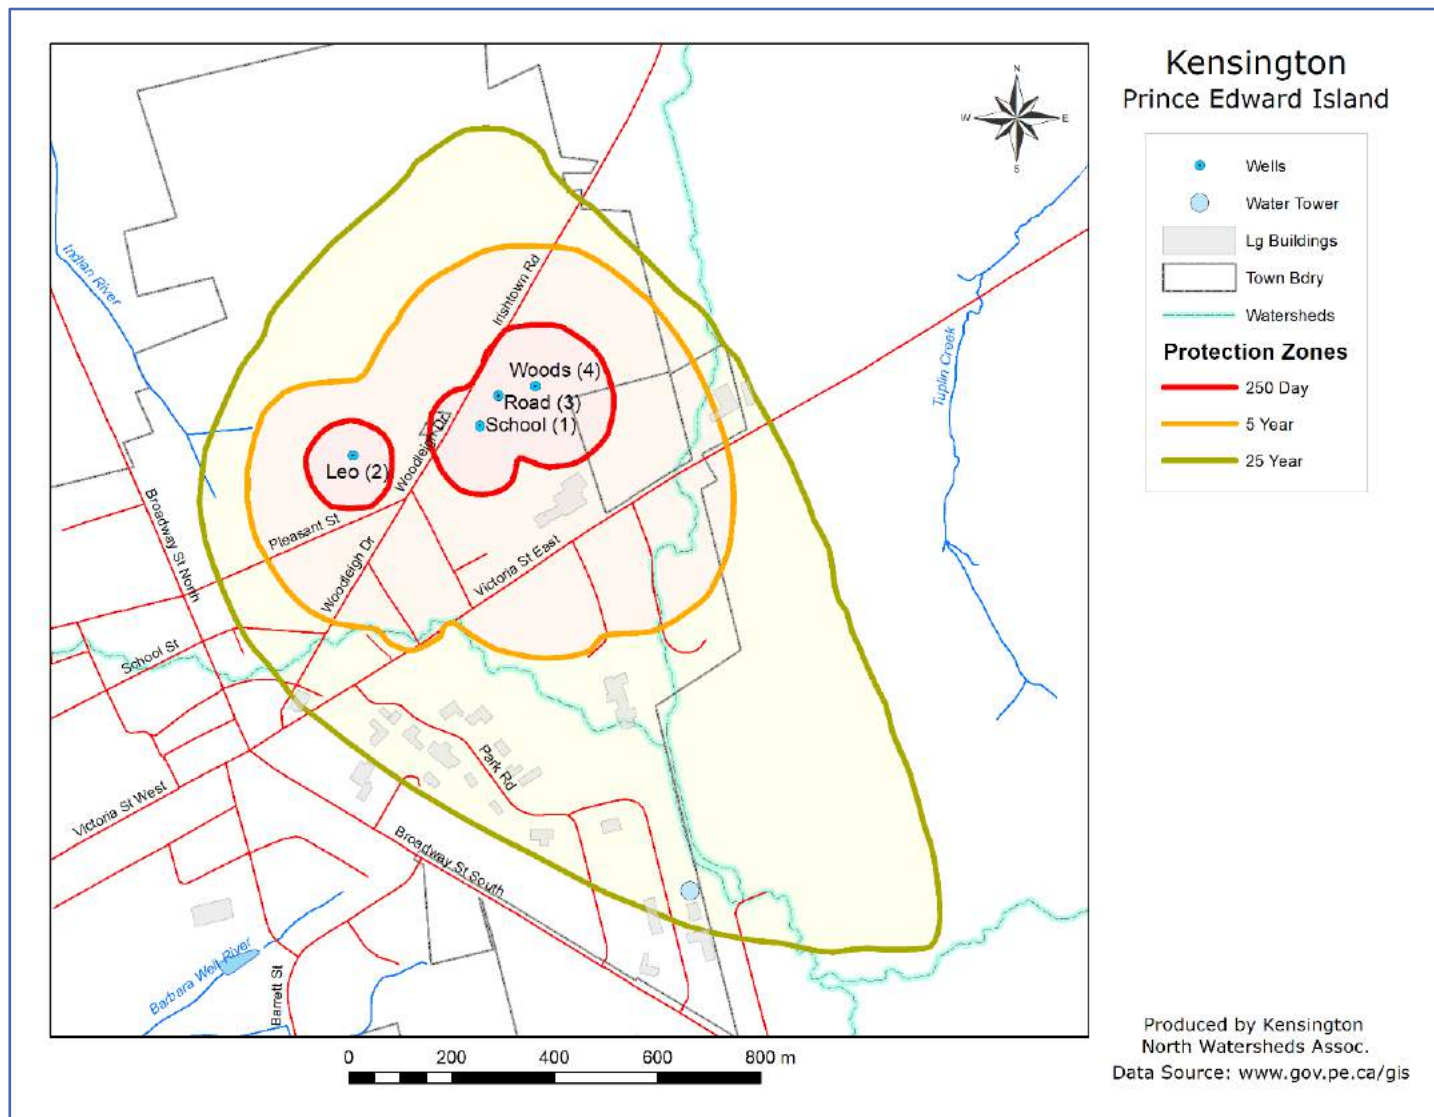 Kensington
Prince Edward Island
N
W
E
S
Wells
Water Tower
Lg Buildings
Town Bdry
Watersheds
Protection Zones
250 Day
5 Year
25 Year
Indian River
Irishtown Rd
Tuplin Creek
Woods (4)
Road (3)
School (1)
Leo (2)
Woodleigh Dr
Pleasant St
Broadway St North
Woodleigh Dr
Victoria St East
School St
Park Rd
Victoria St West
Broadway St South
Barbara Weit River
Barrett St
0 200 400 600 800 m
Produced by Kensington
North Watersheds Assoc.
Data Source: www.gov.pe.ca/gis